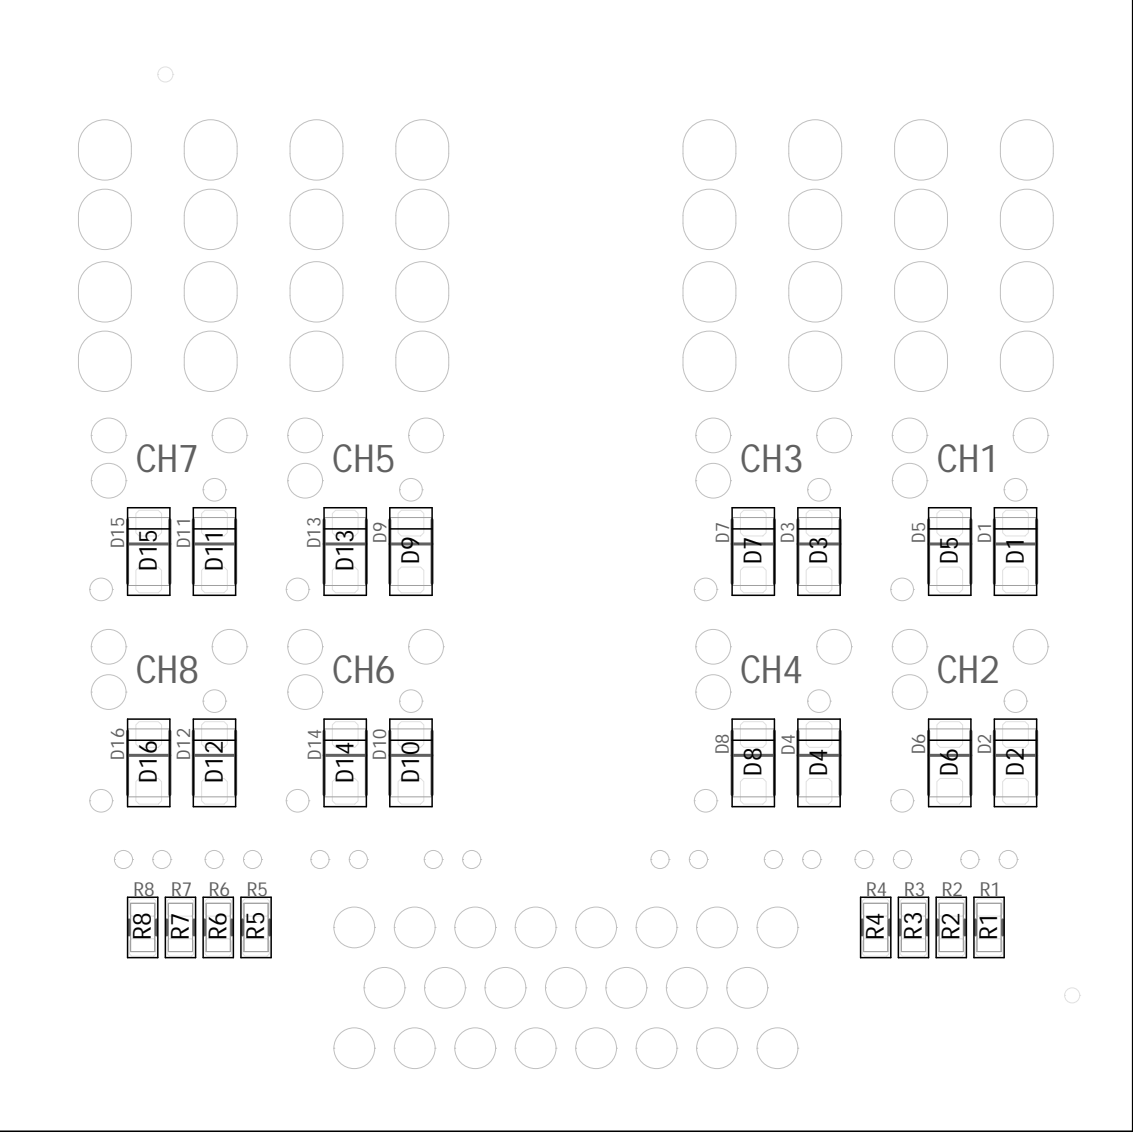 CH7 CH5 CH3 CH1
D15 D15 D11 D11 D13 D13 D9 D9 D7 D7 D3 D3 D5 D5 D1 D1
CH8 CH6 CH4 CH2
D16 D16 D12 D12 D14 D14 D10 D10 D8 D8 D4 D4 D6 D6 D2 D2
R8 R7 R6 R5 R4 R3 R2 R1
R8 R7 R6 R5 R4 R3 R2 R1